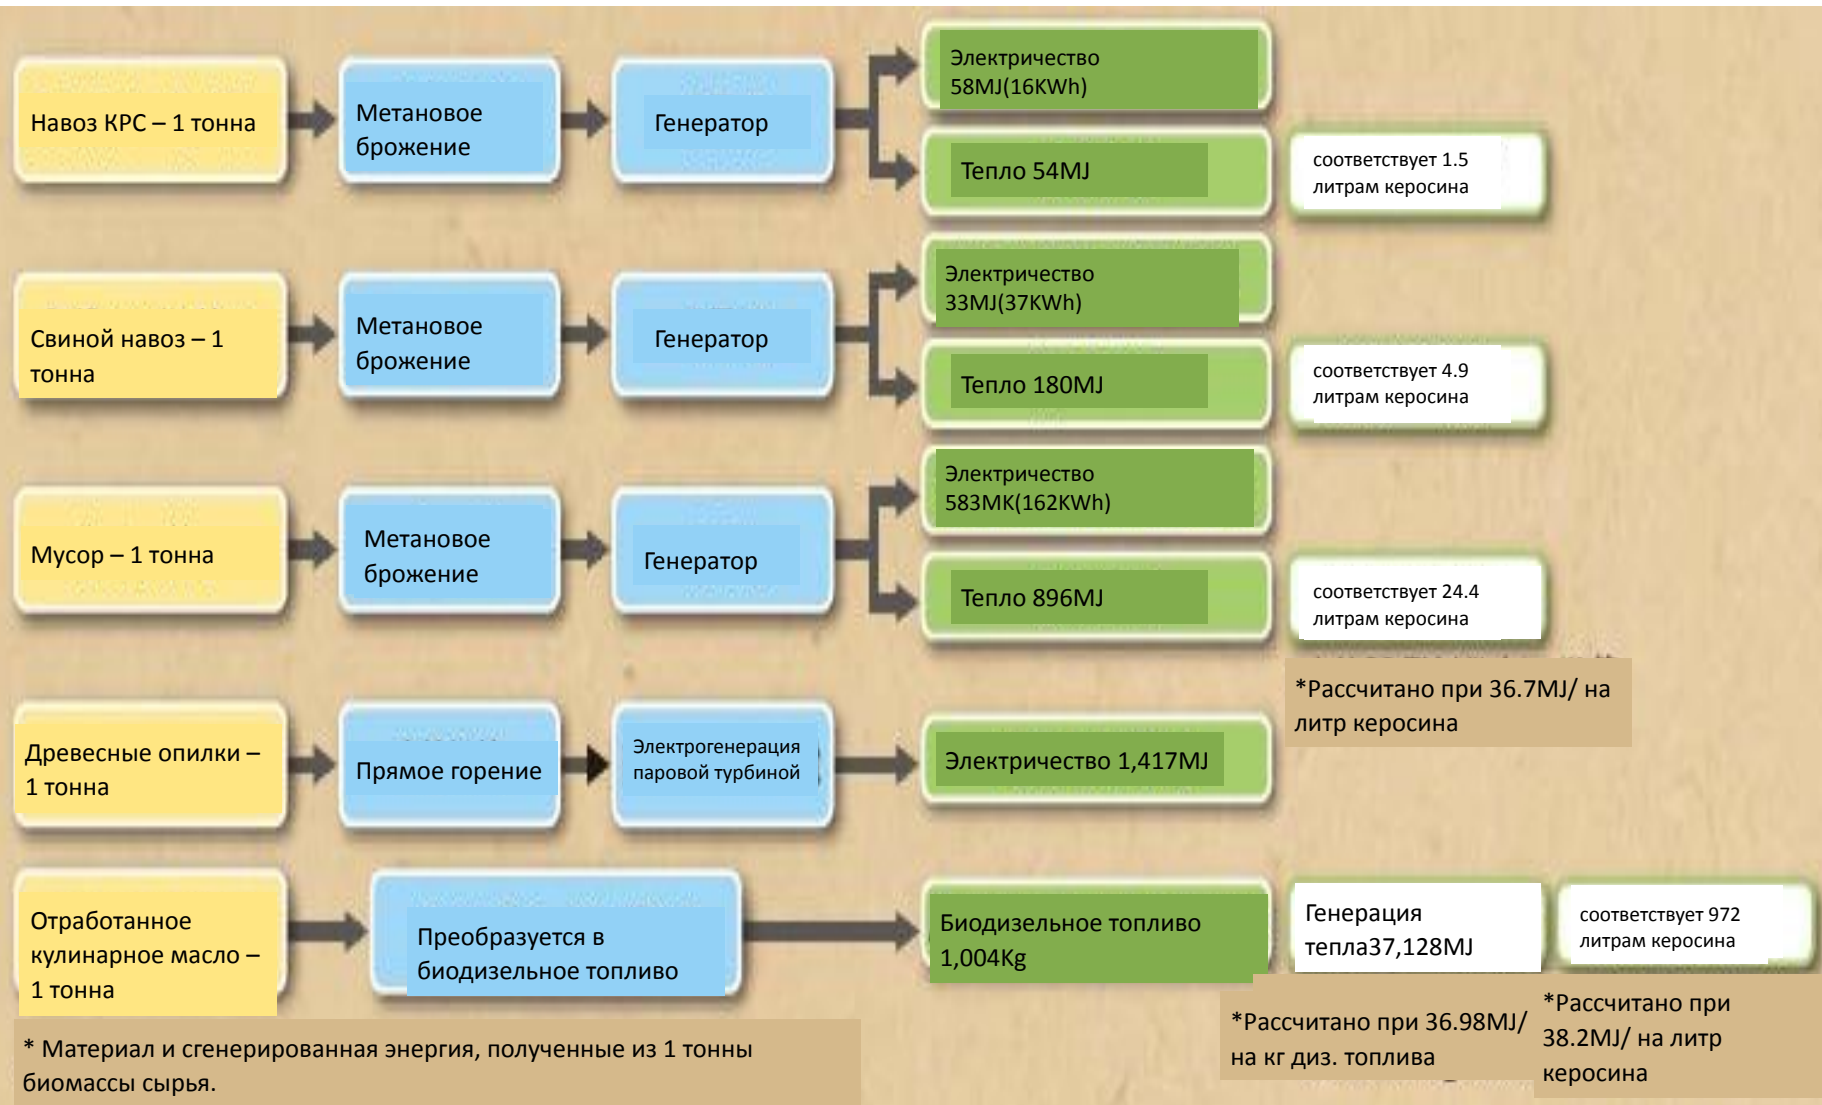 Навоз КРС – 1 тонна
Метановое
брожение
Генератор
Электричество
58MJ(16KWh)
Тепло 54MJ
соответствует 1.5
литрам керосина
Свиной навоз – 1
тонна
Метановое
брожение
Генератор
Электричество
33MJ(37KWh)
Тепло 180MJ
соответствует 4.9
литрам керосина
Мусор – 1 тонна
Метановое
брожение
Генератор
Электричество
583MK(162KWh)
Тепло 896MJ
соответствует 24.4
литрам керосина
*Рассчитано при 36.7MJ/ на
литр керосина
Древесные опилки –
1 тонна
Прямое горение
Электрогенерация
паровой турбиной
Электричество 1,417MJ
Отработанное
кулинарное масло –
1 тонна
Преобразуется в
биодизельное топливо
Биодизельное топливо
1,004Kg
Генерация
тепла37,128MJ
соответствует 972
литрам керосина
*Рассчитано при 36.98MJ/
на кг диз. топлива
*Рассчитано при
38.2MJ/ на литр
керосина
* Материал и сгенерированная энергия, полученные из 1 тонны
биомассы сырья.